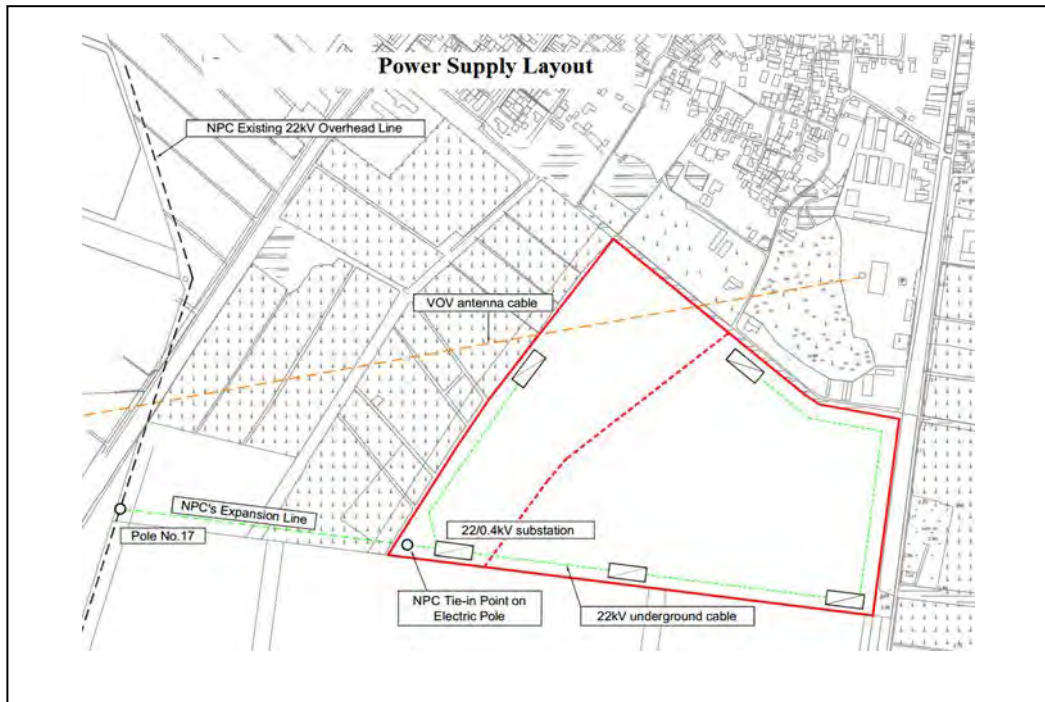 Power Supply Layout
NPC Existing 22kV Overhead Line
VOV antenna cable
NPC's Expansion Line
22/0.4kV substation
Pole No.17
NPC Tie-in Point on
Electric Pole
22kV underground cable